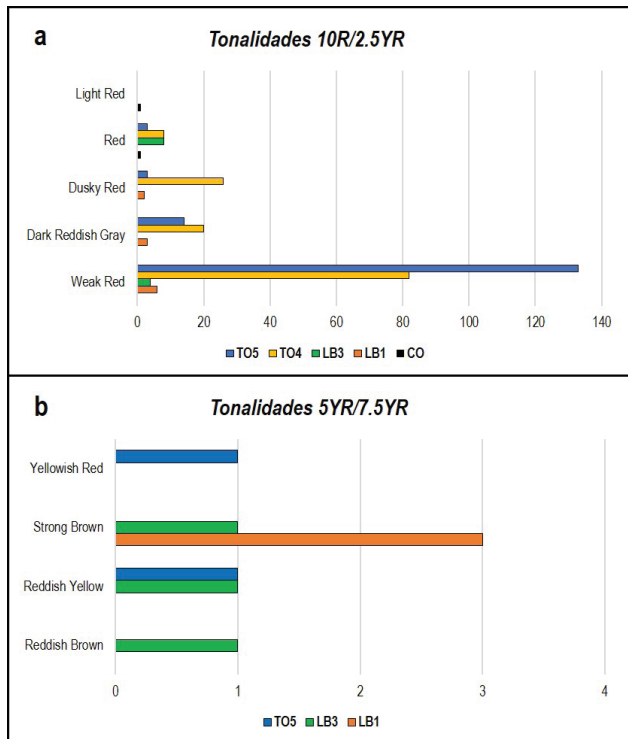 a
Tonalidades 10R/2.5YR
Light Red
Red
Dusky Red
Dark Reddish Gray
Weak Red
0 20 40 60 80 100 120 140
TO5 TO4 LB3 LB1 CO
b
Tonalidades 5YR/7.5YR
Yellowish Red
Strong Brown
Reddish Yellow
Reddish Brown
0 1 2 3 4
TO5 LB3 LB1